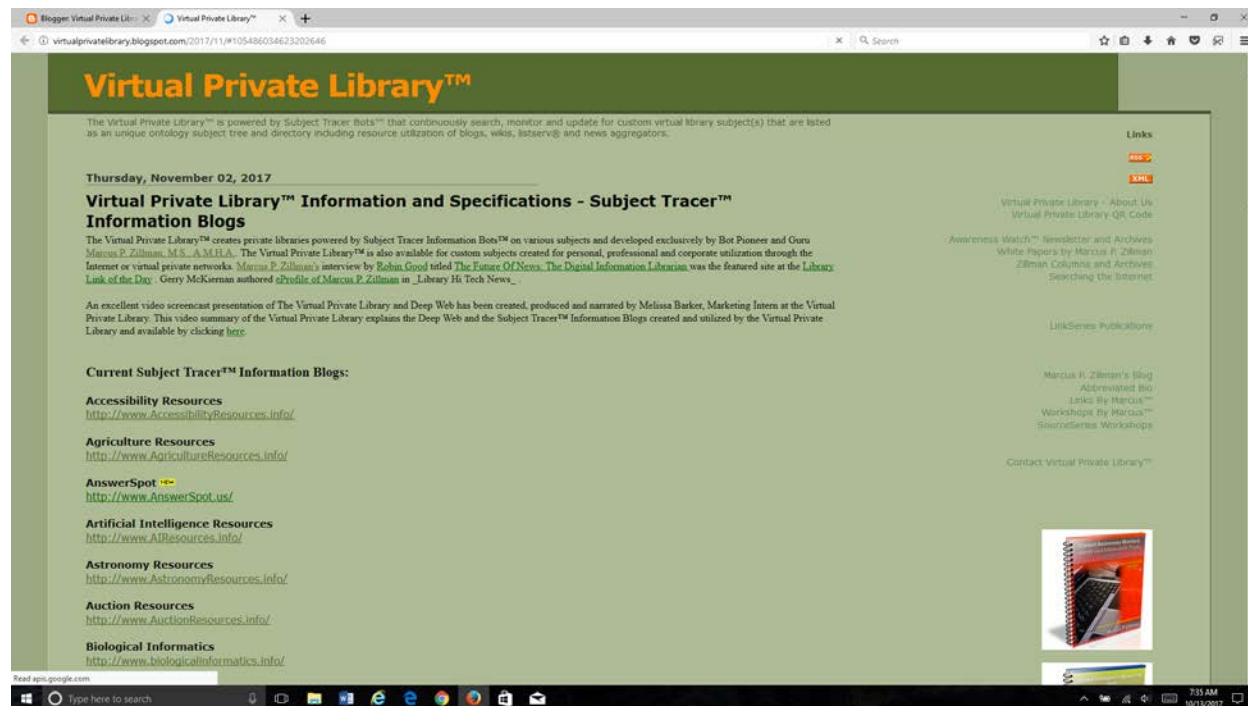 Blogger: Virtual Private Libr
Virtual Private Library™
virtualprivatelibrary.blogspot.com/2017/11/#105486034623202646
Search
Virtual Private Library™
The Virtual Private Library™ is powered by Subject Tracer Bots™ that continuously search, monitor and update for custom virtual library subject(s) that are listed
as an unique ontology subject tree and directory including resource utilization of blogs, wikis, listserv® and news aggregators.
Links
RSS
XML
Virtual Private Library - About Us
Virtual Private Library QR Code
Awareness Watch™ Newsletter and Archives
White Papers by Marcus P. Zillman
Zillman Columns and Archives
Searching the Internet
LinkSeries Publications
Marcus P. Zillman's Blog
Abbreviated Bio
Links By Marcus™
Workshops By Marcus™
SourceSeries Workshops
Contact Virtual Private Library™
Thursday, November 02, 2017
Virtual Private Library™ Information and Specifications - Subject Tracer™
Information Blogs
The Virtual Private Library™ creates private libraries powered by Subject Tracer Information Bots™ on various subjects and developed exclusively by Bot Pioneer and Guru
Marcus P. Zillman, M.S., A.M.H.A. The Virtual Private Library™ is also available for custom subjects created for personal, professional and corporate utilization through the
Internet or virtual private networks. Marcus P. Zillman's interview by Robin Good titled The Future Of News: The Digital Information Librarian was the featured site at the Library
Link of the Day . Gerry McKiernan authored eProfile of Marcus P. Zillman in _Library Hi Tech News_ .
An excellent video screencast presentation of The Virtual Private Library and Deep Web has been created, produced and narrated by Melissa Barker, Marketing Intern at the Virtual
Private Library. This video summary of the Virtual Private Library explains the Deep Web and the Subject Tracer™ Information Blogs created and utilized by the Virtual Private
Library and available by clicking here.
Current Subject Tracer™ Information Blogs:
Accessibility Resources
http://www.AccessibilityResources.info/
Agriculture Resources
http://www.AgricultureResources.info/
AnswerSpot NEW
http://www.AnswerSpot.us/
Artificial Intelligence Resources
http://www.AIResources.info/
Astronomy Resources
http://www.AstronomyResources.info/
Auction Resources
http://www.AuctionResources.info/
Biological Informatics
http://www.biologicalinformatics.info/
Read apis.google.com
Type here to search
7:35 AM
10/13/2017